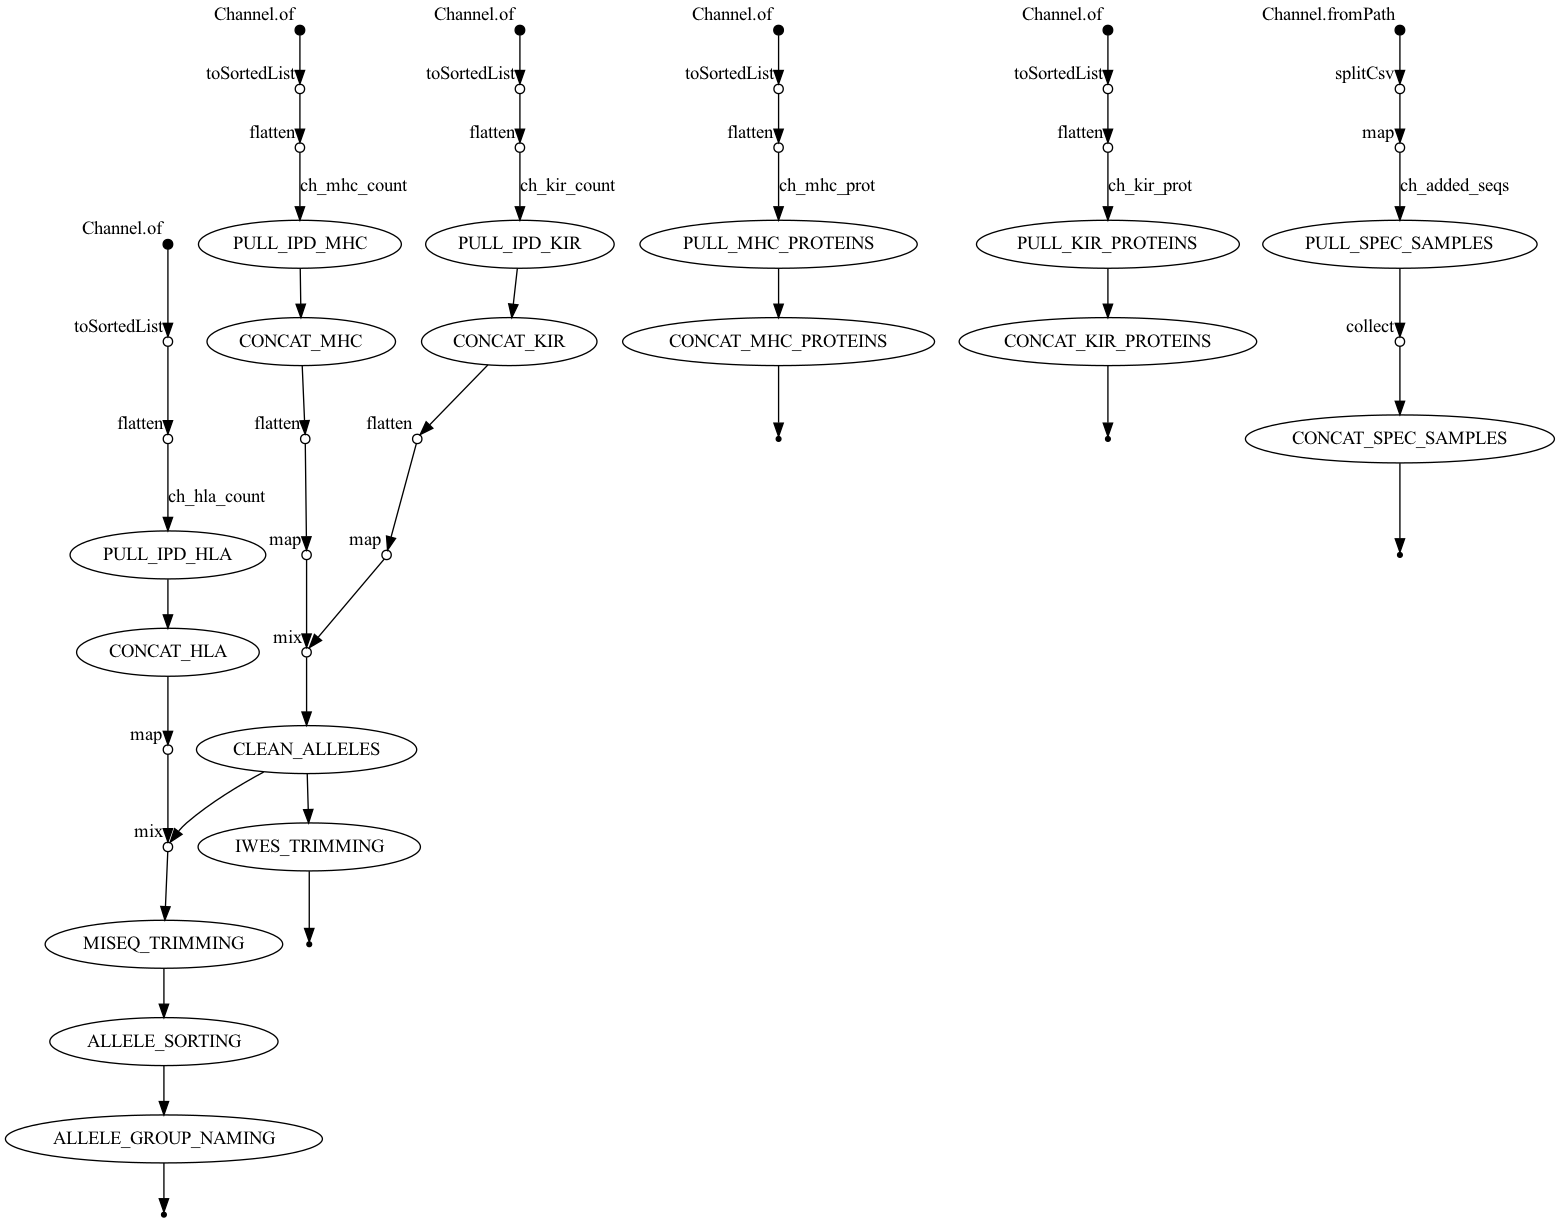 Channel.of
Channel.of
Channel.of
Channel.of
Channel.fromPath
toSortedList
toSortedList
toSortedList
toSortedList
splitCsv
flatten
flatten
flatten
flatten
map
ch_mhc_count
ch_kir_count
ch_mhc_prot
ch_kir_prot
ch_added_seqs
Channel.of
PULL_IPD_MHC
PULL_IPD_KIR
PULL_MHC_PROTEINS
PULL_KIR_PROTEINS
PULL_SPEC_SAMPLES
toSortedList
CONCAT_MHC
CONCAT_KIR
CONCAT_MHC_PROTEINS
CONCAT_KIR_PROTEINS
collect
flatten
flatten
flatten
CONCAT_SPEC_SAMPLES
ch_hla_count
PULL_IPD_HLA
map
map
CONCAT_HLA
mix
map
CLEAN_ALLELES
mix
IWES_TRIMMING
MISEQ_TRIMMING
ALLELE_SORTING
ALLELE_GROUP_NAMING